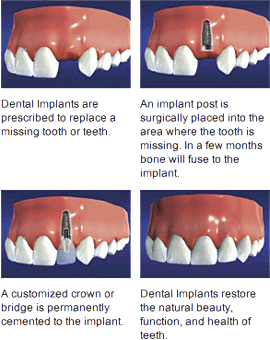 Dental Implants are
prescribed to replace a
missing tooth or teeth.
An implant post is
surgically placed into the
area where the tooth is
missing. In a few months
bone will fuse to the
implant.
A customized crown or
bridge is permanently
cemented to the implant.
Dental Implants restore
the natural beauty,
function, and health of
teeth.